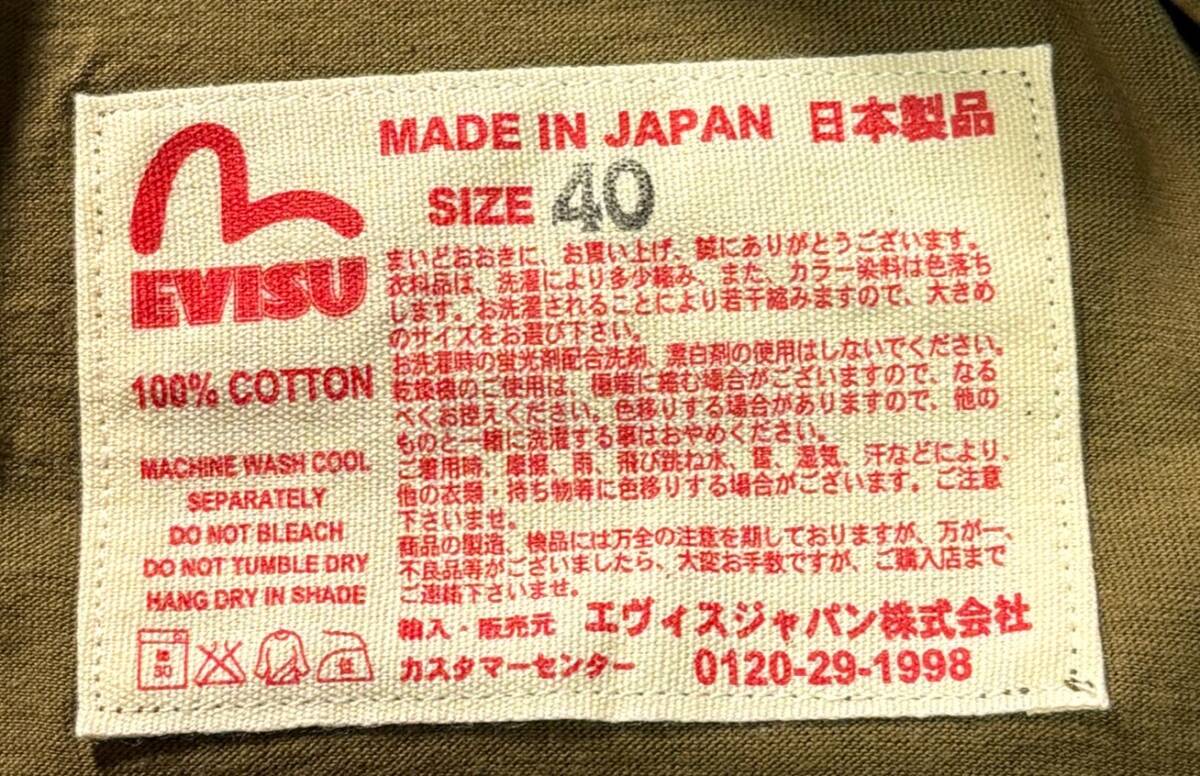 MADE IN JAPAN 日本製品
SIZE 40
EVISU
100% COTTON
MACHINE WASH COOL
SEPARATELY
DO NOT BLEACH
DO NOT TUMBLE DRY
HANG DRY IN SHADE
30
低
まいどおおきに、お買い上げ、誠にありがとうございます。
衣料品は、洗濯により多少縮み、また、カラー染料は色落ち
します。お洗濯されることにより若干縮みますので、大きめ
のサイズをお選び下さい。
お洗濯時の蛍光剤配合洗剤、漂白剤の使用はしないでください。
乾燥機のご使用は、極端に縮む場合がございますので、なる
べくお控えください。色移りする場合がありますので、他の
ものと一緒に洗濯する事はおやめください。
ご着用時、摩擦、雨、飛び跳ね水、雪、湿気、汗などにより、
他の衣類・持ち物等に色移りする場合がございます。ご注意
下さいませ。
商品の製造、検品には万全の注意を期しておりますが、万が一、
不良品等がございましたら、大変お手数ですが、ご購入店まで
ご連絡下さいませ。
輸入・販売元 エヴィスジャパン株式会社
カスタマーセンター 0120-29-1998